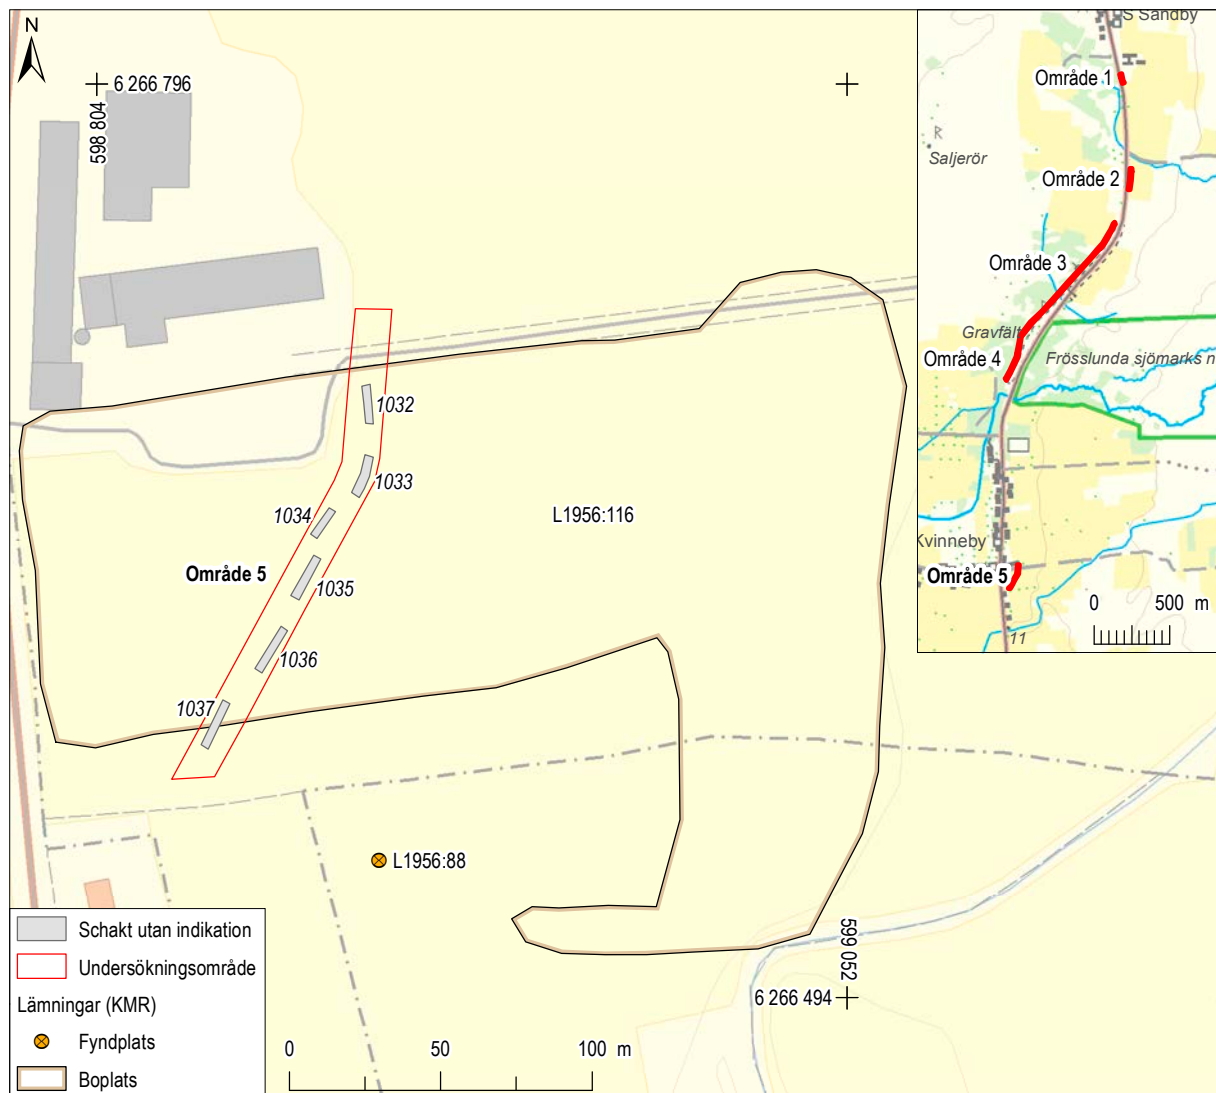 N
6 266 796
598 804
1032
1033
1034
L1956:116
1035
Område 5
1036
1037
L1956:88
599 052
6 266 494
Schakt utan indikation
Undersökningsområde
Lämningar (KMR)
Fyndplats
Boplats
0 50 100 m
S Sandby
Område 1
R
Saljerör
Område 2
Område 3
Gravfält
Område 4
Frösslunda sjömarks n
Kvinneby
Område 5
0 500 m
11